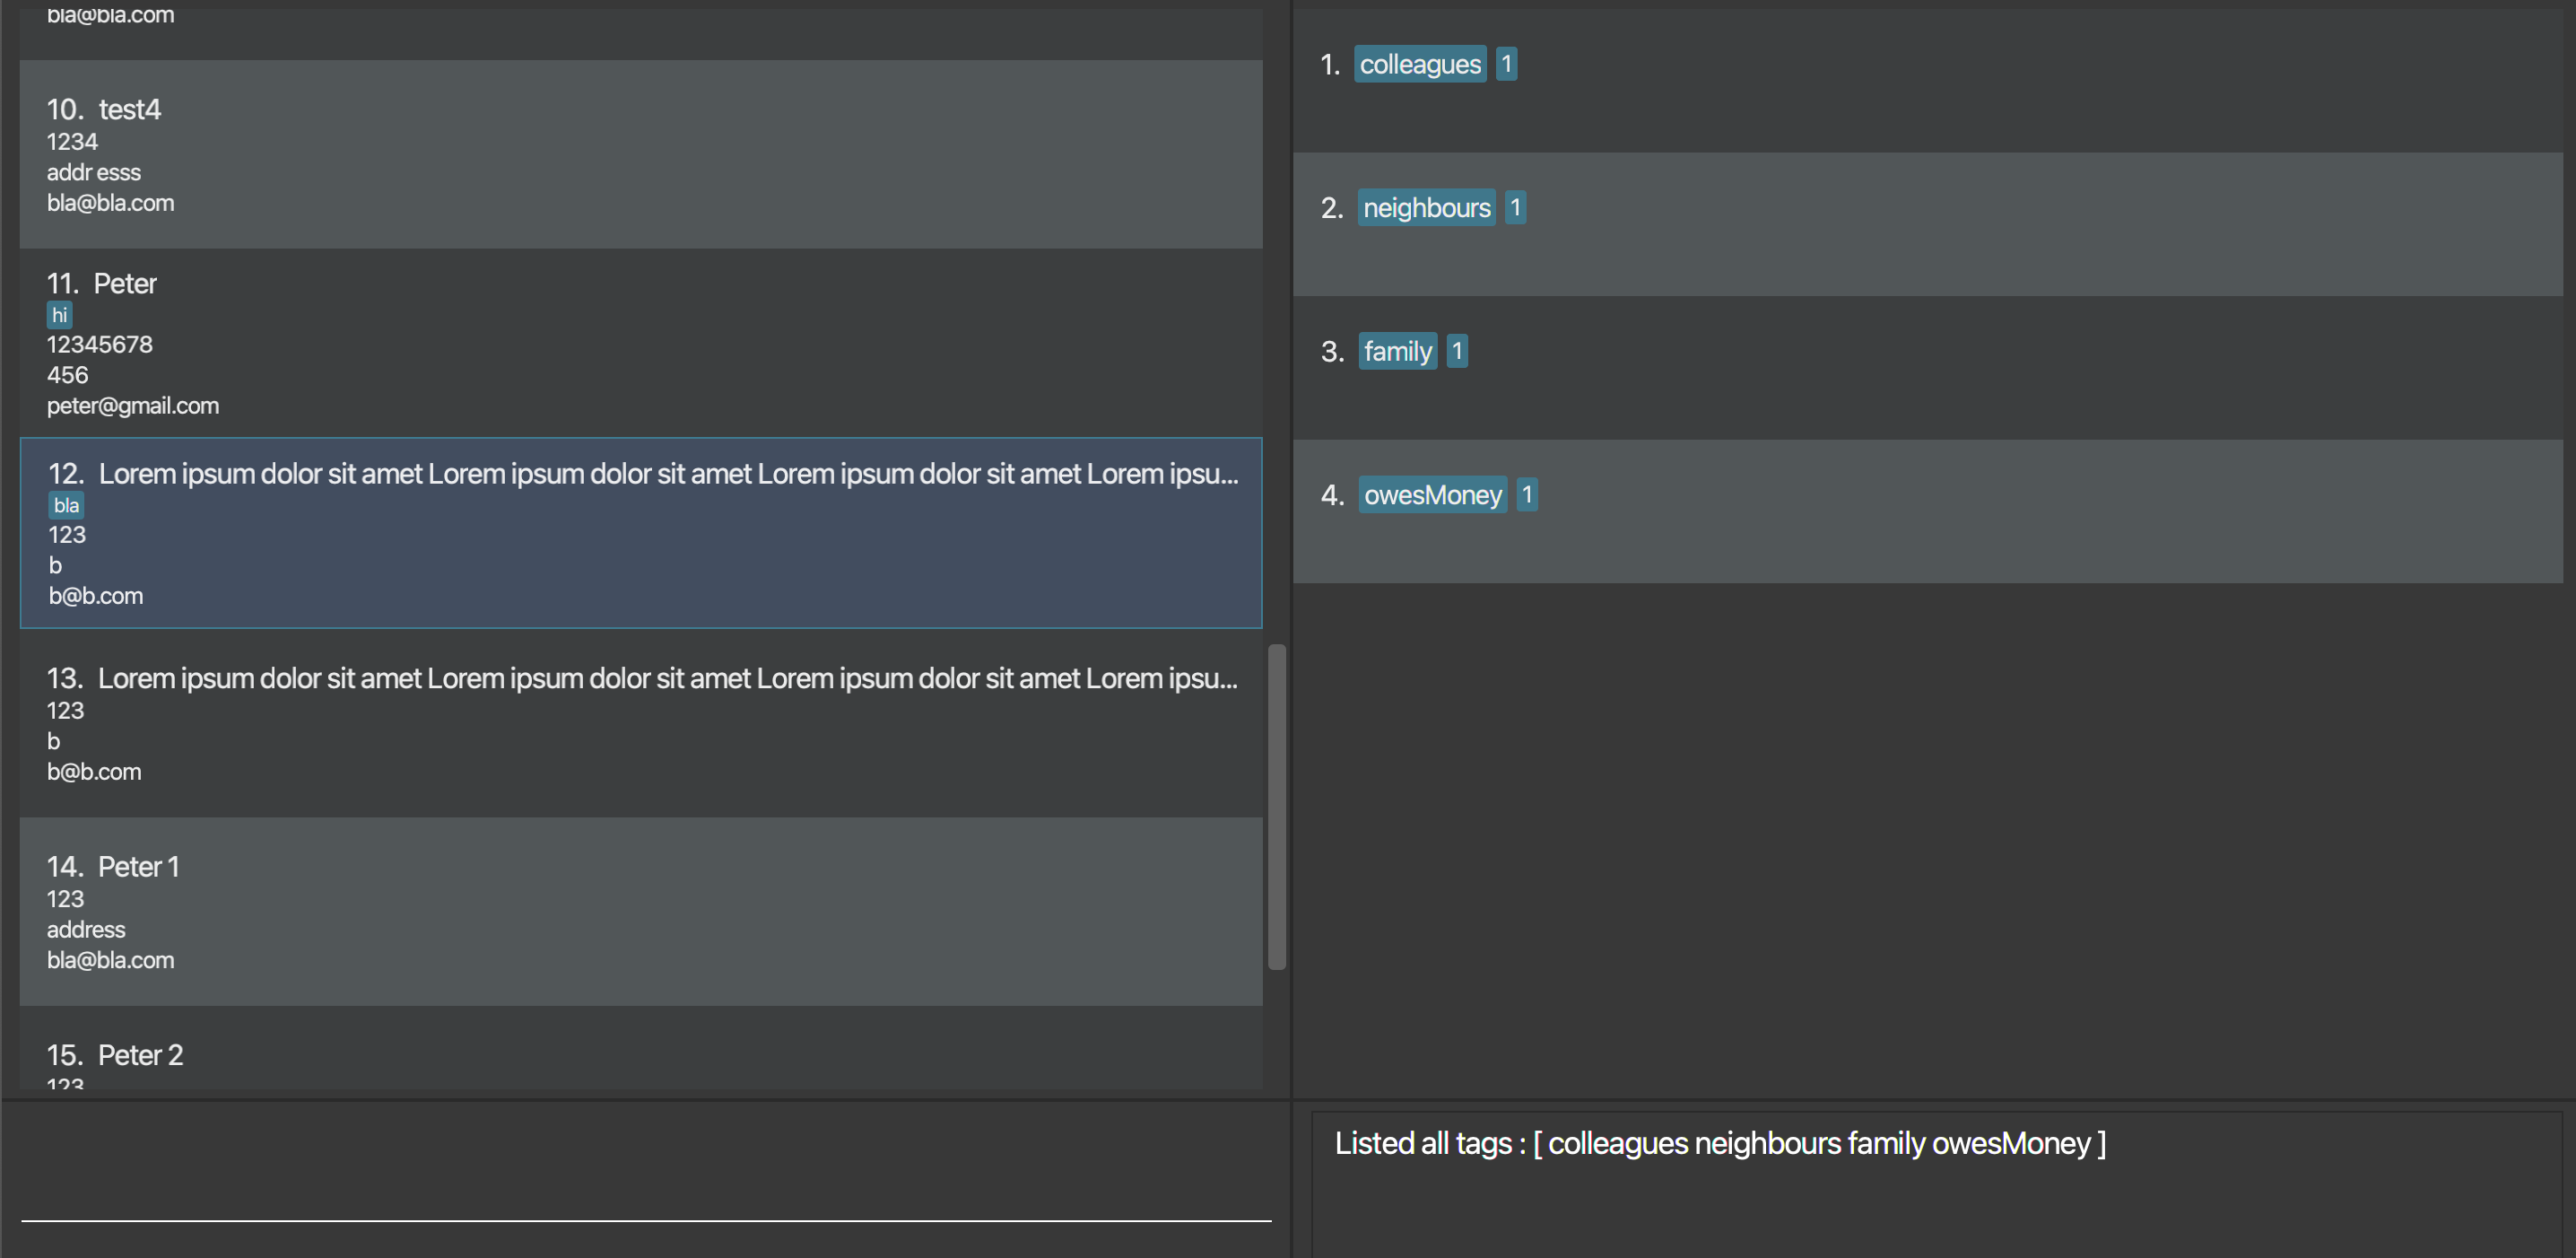 bla@bla.com
10. test4
1234
addr esss
bla@bla.com
11. Peter
hi
12345678
456
peter@gmail.com
12. Lorem ipsum dolor sit amet Lorem ipsum dolor sit amet Lorem ipsum dolor sit amet Lorem ipsu...
bla
123
b
b@b.com
13. Lorem ipsum dolor sit amet Lorem ipsum dolor sit amet Lorem ipsum dolor sit amet Lorem ipsu...
123
b
b@b.com
14. Peter 1
123
address
bla@bla.com
15. Peter 2
123
1. colleagues 1
2. neighbours 1
3. family 1
4. owesMoney 1
Listed all tags : [ colleagues neighbours family owesMoney ]